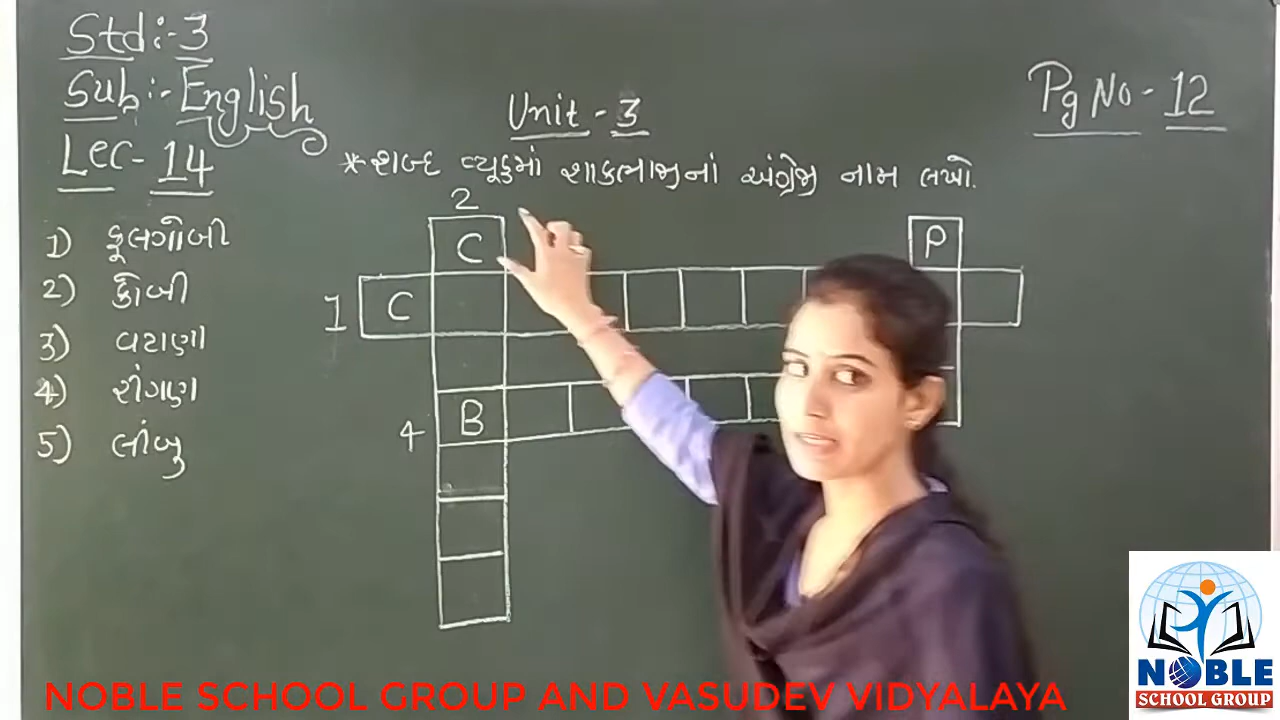 Std:-3
Sub:- English
Lec- 14
Unit - 3
Pg No - 12
* શબ્દ વ્યૂહમાં શાકભાજીનાં અંગ્રેજી નામ લખો.
1) ફૂલગોબી
2) કોબી
3) વટાણા
4) રીંગણ
5) લીંબુ
2
C
P
1 C
4 B
NOBLE SCHOOL GROUP AND VASUDEV VIDYALAYA
NOBLE
SCHOOL GROUP